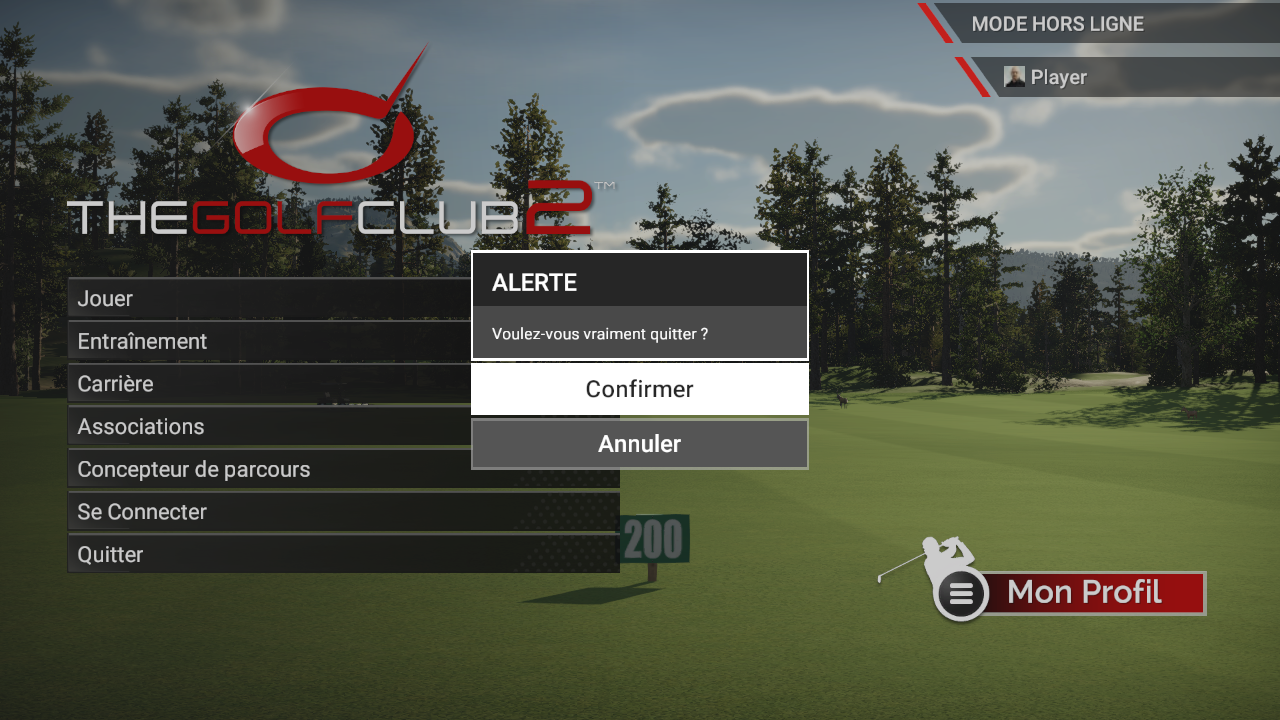 MODE HORS LIGNE
Player
THEGOLFCLUB2™
ALERTE
Voulez-vous vraiment quitter ?
Confirmer
Annuler
Jouer
Entraînement
Carrière
Associations
Concepteur de parcours
Se Connecter
Quitter
200
Mon Profil